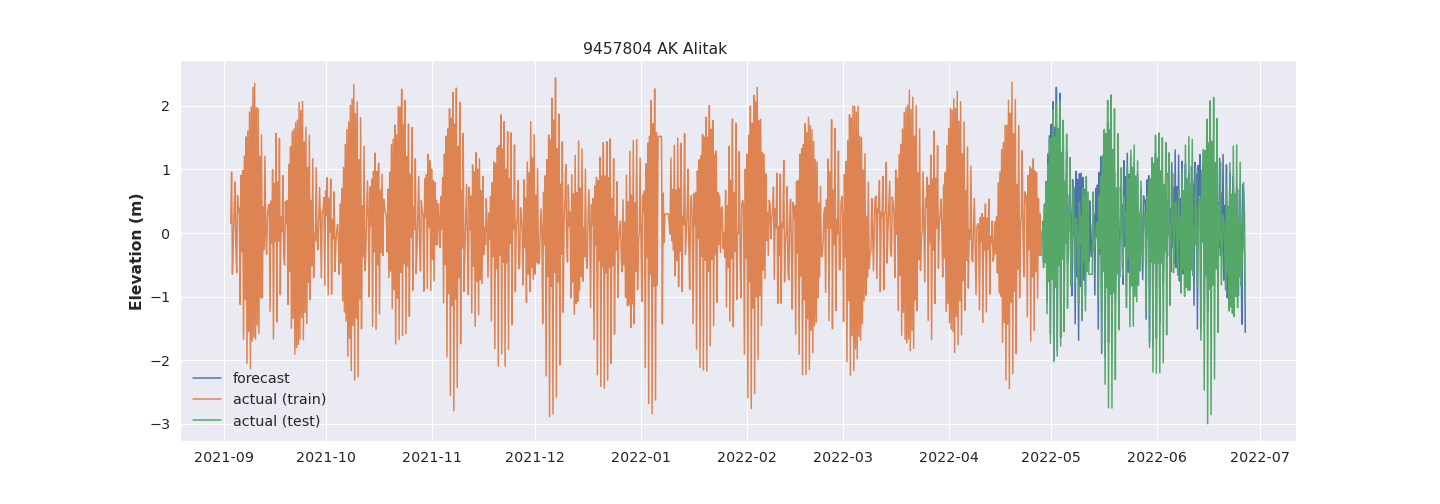 9457804 AK Alitak
Elevation (m)
2
1
0
−1
−2
−3
forecast
actual (train)
actual (test)
2021-09 2021-10 2021-11 2021-12 2022-01 2022-02 2022-03 2022-04 2022-05 2022-06 2022-07